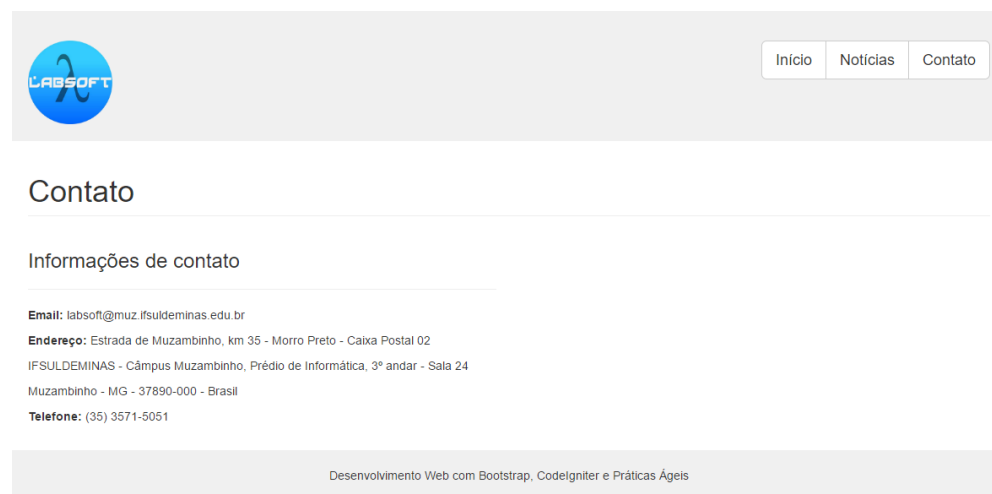 LABSOFT
Início Notícias Contato
Contato
Informações de contato
Email: labsoft@muz.ifsuldeminas.edu.br
Endereço: Estrada de Muzambinho, km 35 - Morro Preto - Caixa Postal 02
IFSULDEMINAS - Câmpus Muzambinho, Prédio de Informática, 3º andar - Sala 24
Muzambinho - MG - 37890-000 - Brasil
Telefone: (35) 3571-5051
Desenvolvimento Web com Bootstrap, CodeIgniter e Práticas Ágeis